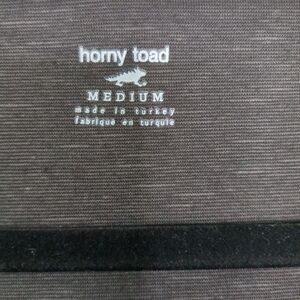 horny toad
MEDIUM
made in turkey
fabriqué en turquie